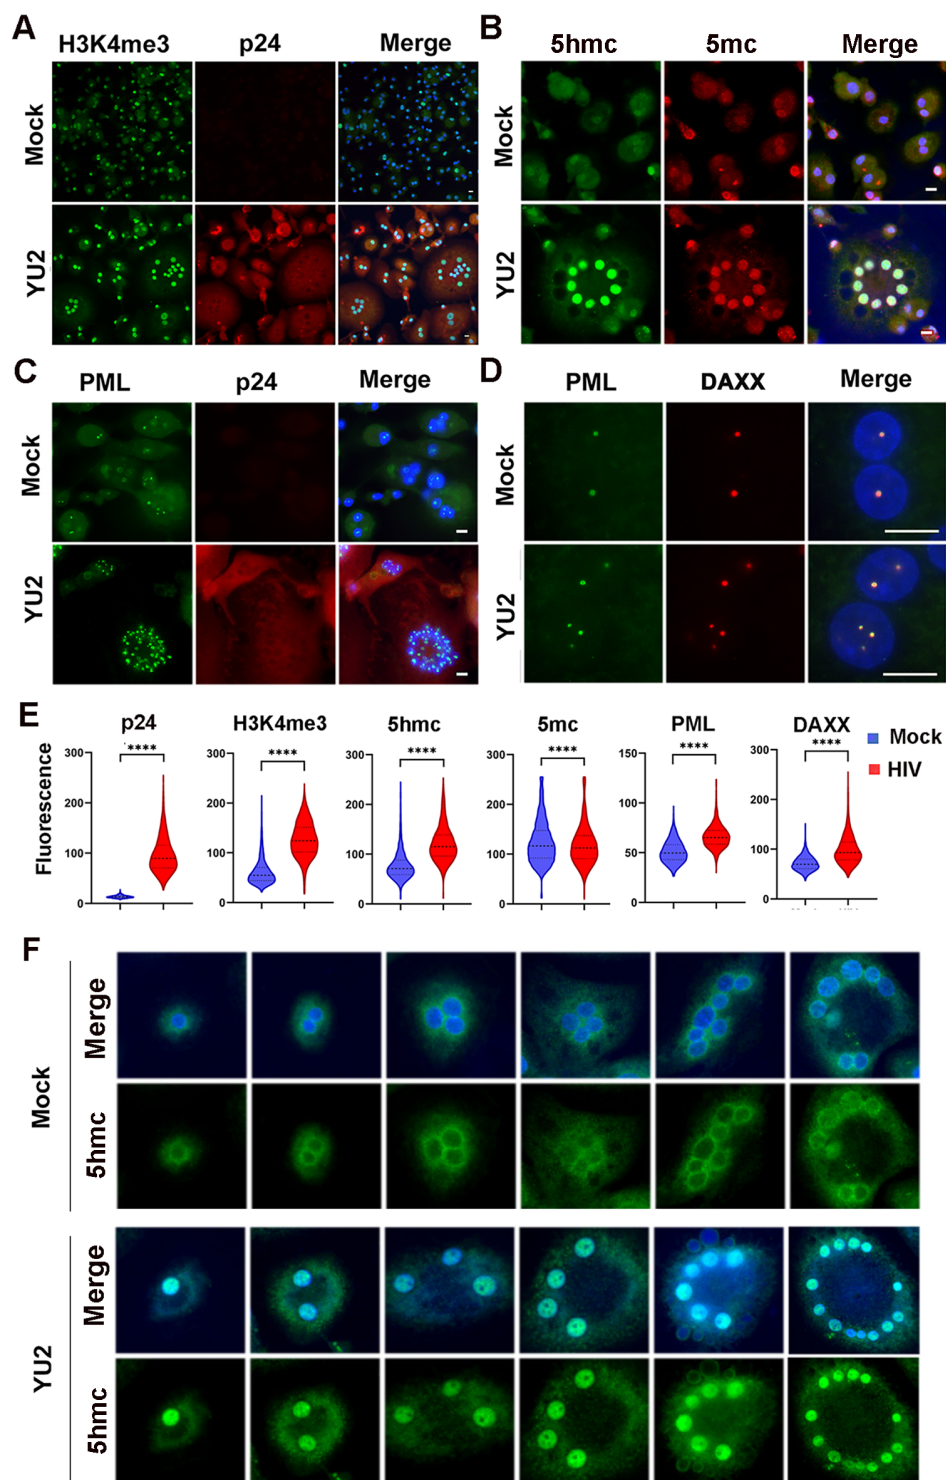 A
H3K4me3 p24 Merge
Mock
YU2
B
5hmc 5mc Merge
Mock
YU2
C
PML p24 Merge
Mock
YU2
D
PML DAXX Merge
Mock
YU2
E
Fluorescence
p24
****
300
200
100
0
H3K4me3
****
300
200
100
0
5hmc
****
300
200
100
0
5mc
****
300
200
100
0
PML
****
150
100
50
0
DAXX
****
300
200
100
0
Mock
HIV
F
Mock
Merge
5hmc
YU2
Merge
5hmc